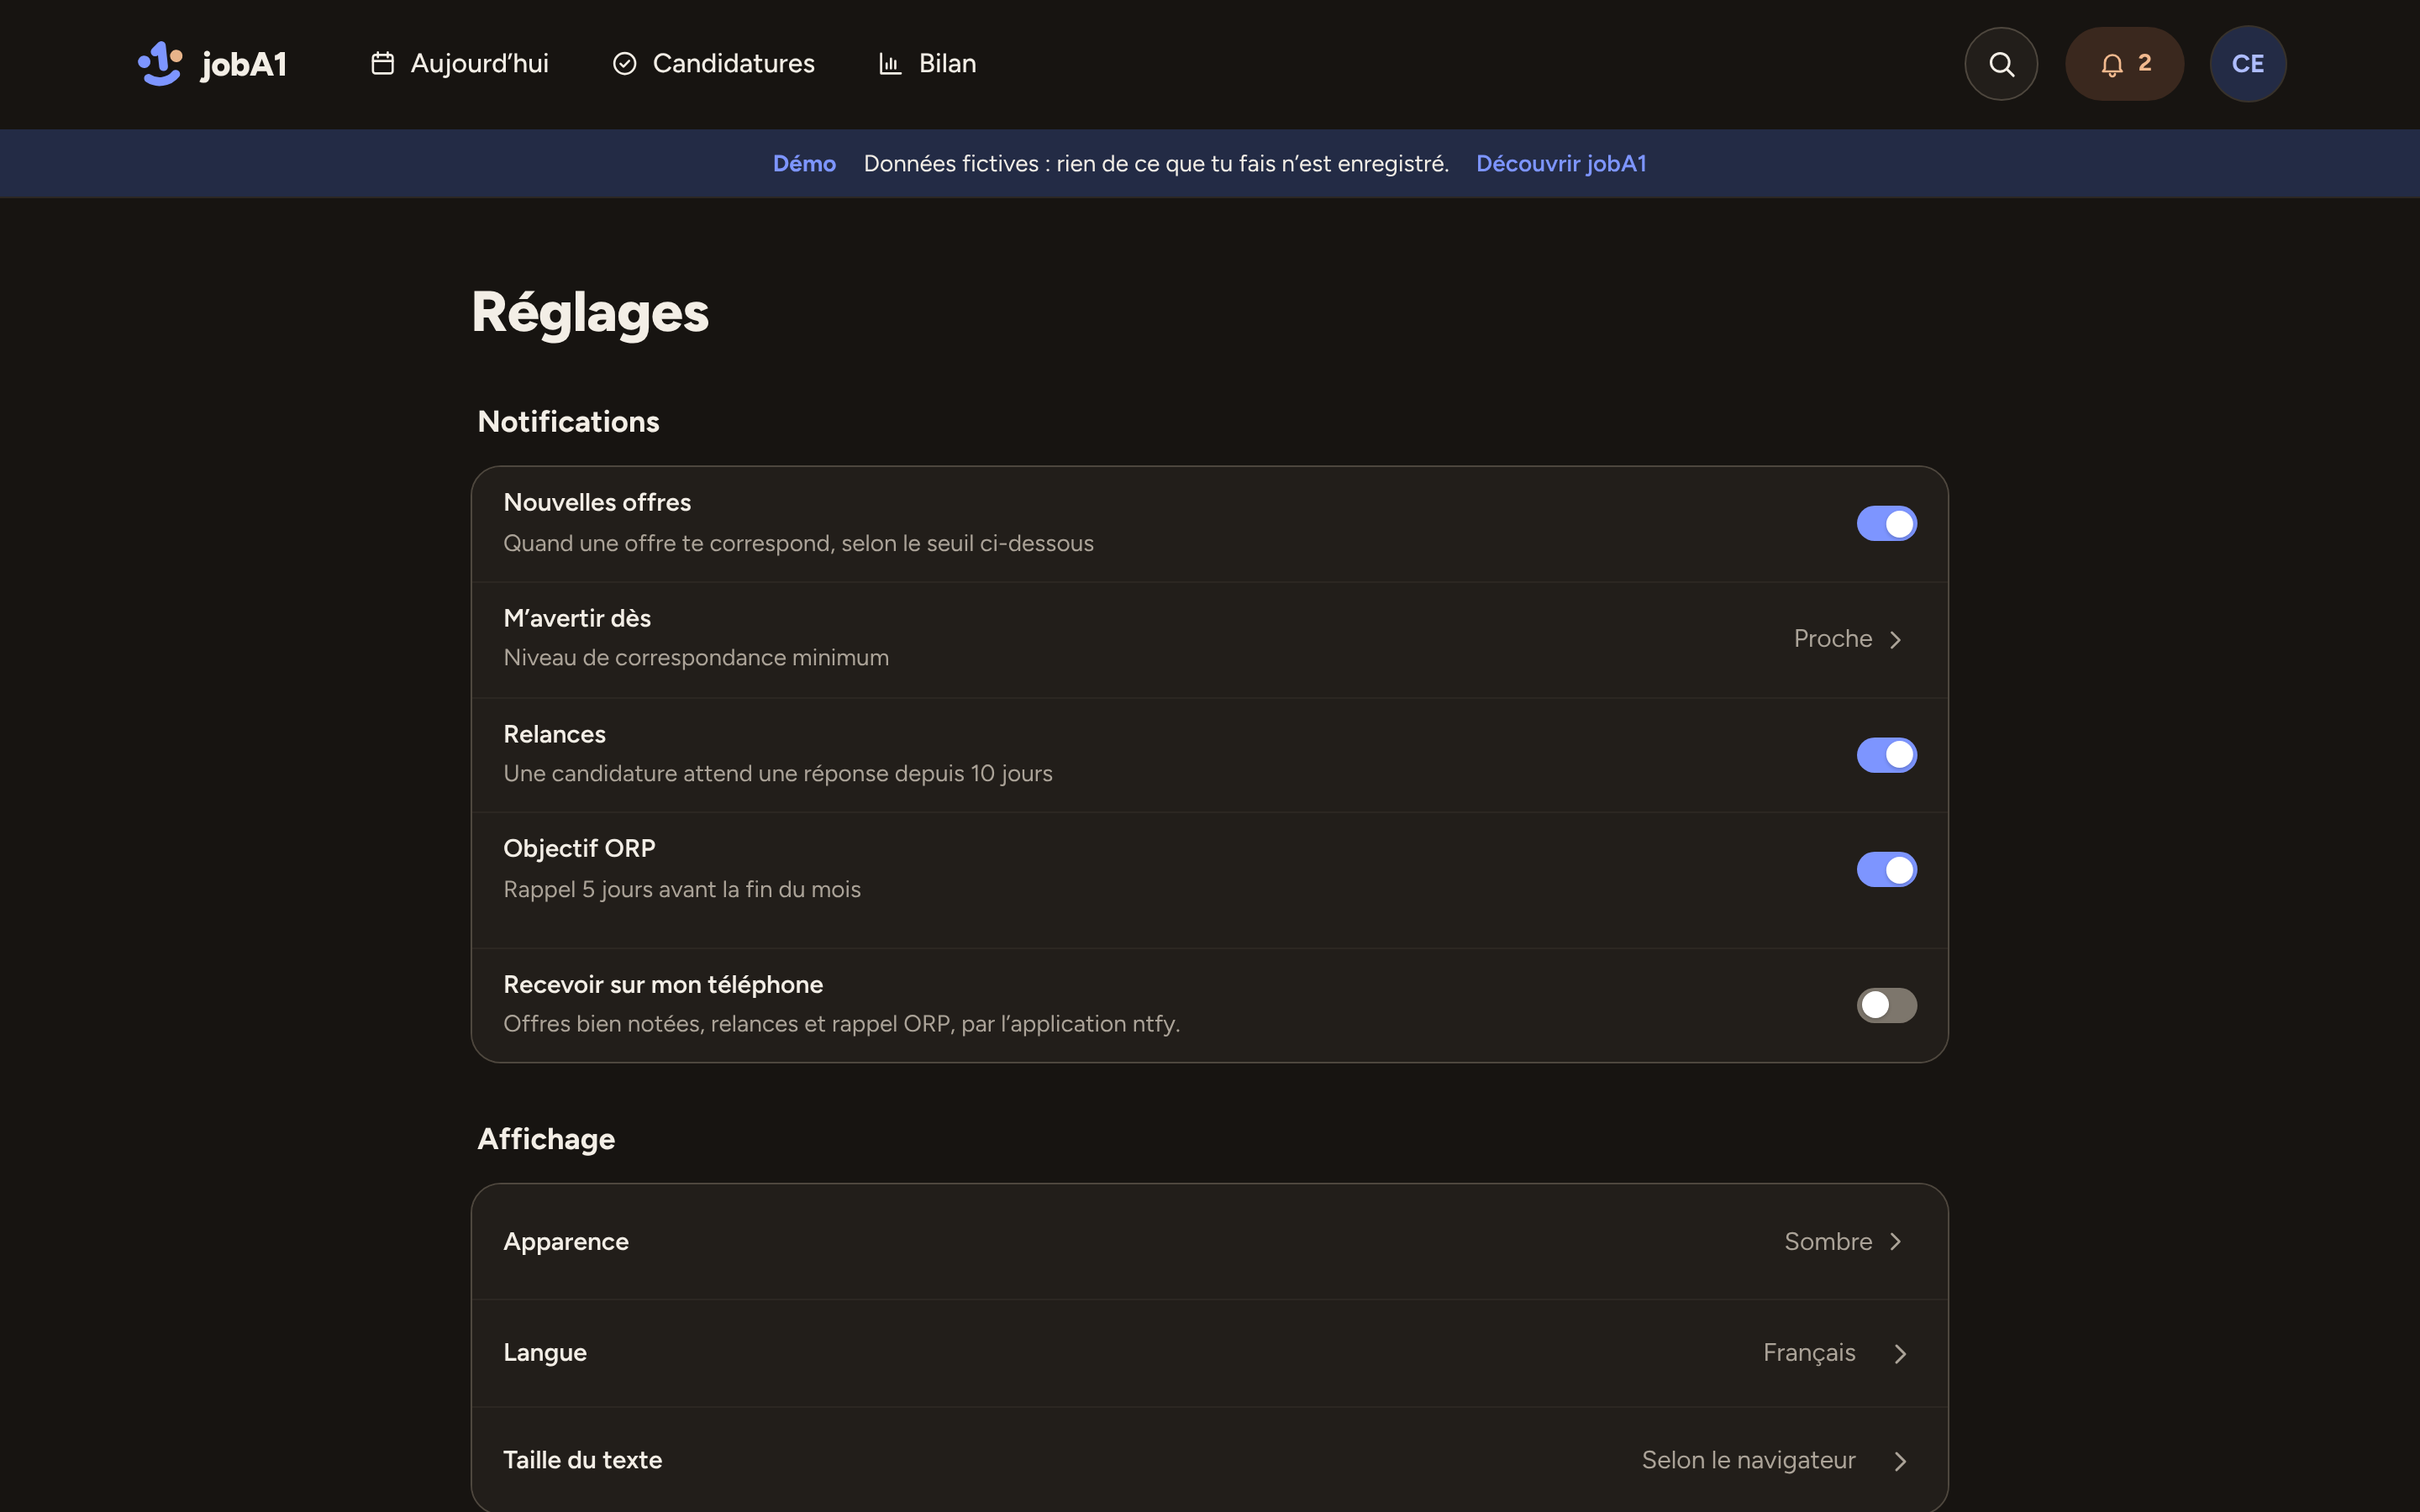 jobA1
Aujourd’hui
Candidatures
Bilan
2
CE
Démo Données fictives : rien de ce que tu fais n’est enregistré. Découvrir jobA1
Réglages
Notifications
Nouvelles offres
Quand une offre te correspond, selon le seuil ci-dessous
M’avertir dès
Niveau de correspondance minimum
Proche
Relances
Une candidature attend une réponse depuis 10 jours
Objectif ORP
Rappel 5 jours avant la fin du mois
Recevoir sur mon téléphone
Offres bien notées, relances et rappel ORP, par l’application ntfy.
Affichage
Apparence
Sombre
Langue
Français
Taille du texte
Selon le navigateur